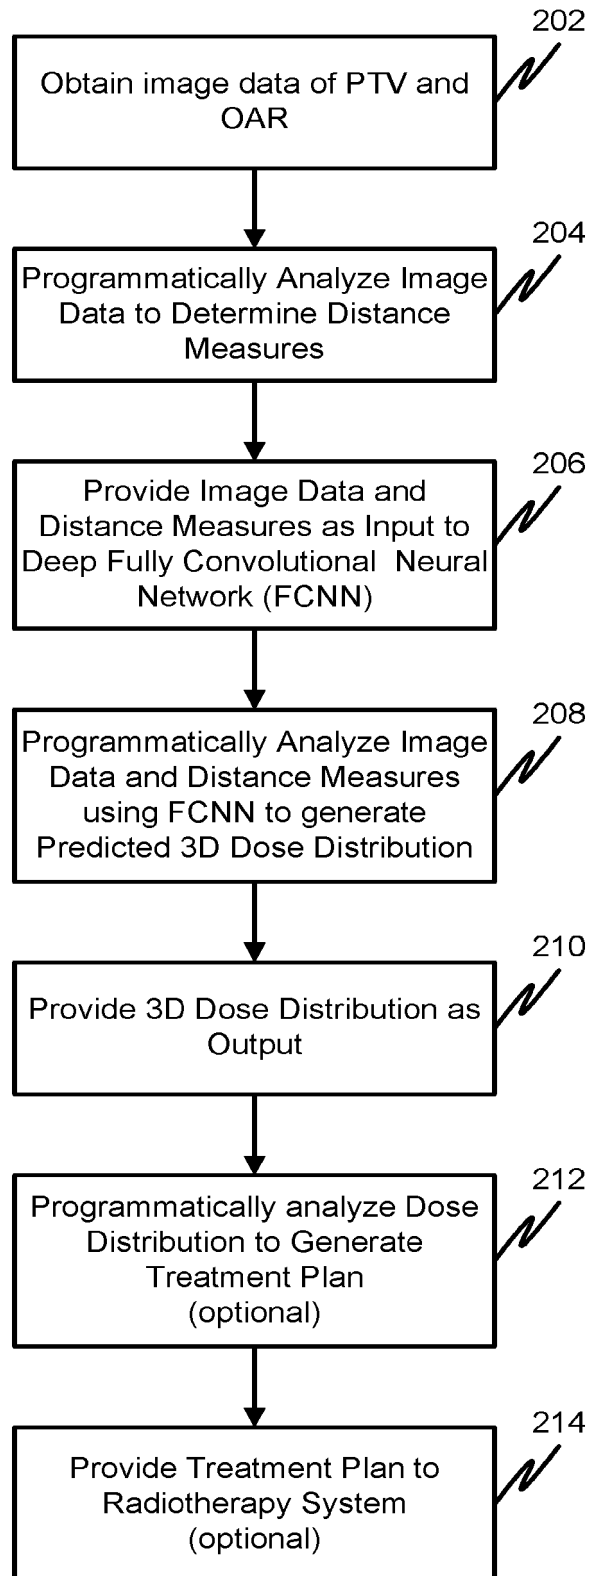 202
Obtain image data of PTV and
OAR
204
Programmatically Analyze Image
Data to Determine Distance
Measures
206
Provide Image Data and
Distance Measures as Input to
Deep Fully Convolutional Neural
Network (FCNN)
208
Programmatically Analyze Image
Data and Distance Measures
using FCNN to generate
Predicted 3D Dose Distribution
210
Provide 3D Dose Distribution as
Output
212
Programmatically analyze Dose
Distribution to Generate
Treatment Plan
(optional)
214
Provide Treatment Plan to
Radiotherapy System
(optional)